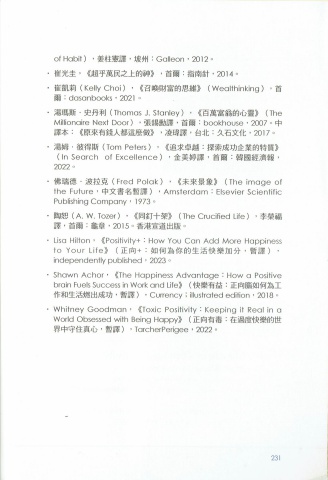 of Habit），姜柱憲譯，坡州：Galleon，2012。
・ 崔光生，《超乎萬民之上的神》，首爾：指南針，2014。
・ 崔凱莉（Kelly Choi），《召喚財富的思維》（Wealthinking），首
爾：dasanbooks，2021。
・ 湯瑪斯・史丹利（Thomas J. Stanley），《百萬富翁的心靈》（The
Millionaire Next Door），張錫勳譯，首爾：bookhouse，2007。中
譯本：《原來有錢人都這麼做》，凌瑋譯，台北：久石文化，2017。
・ 湯姆・彼得斯（Tom Peters），《追求卓越：探索成功企業的特質》
（In Search of Excellence），金美婷譯，首爾：韓國經濟報，
2022。
・ 佛瑞德・波拉克（Fred Polak），《未來景象》（The image of
the Future，中文書名暫譯），Amsterdam：Elsevier Scientific
Publishing Company，1973。
・ 陶恕（A. W. Tozer），《同釘十架》（The Crucified Life），李榮福
譯，首爾：龜章，2015。香港宣道出版。
・ Lisa Hilton，《Positivity+：How You Can Add More Happiness
to Your Life》（正向+：如何為你的生活快樂加分，暫譯），
independently published，2023。
・ Shawn Achor，《The Happiness Advantage：How a Positive
brain Fuels Success in Work and Life》（快樂有益：正向腦如何為工
作和生活燃出成功，暫譯），Currency；illustrated edition，2018。
・ Whitney Goodman，《Toxic Positivity：Keeping it Real in a
World Obsessed with Being Happy》（正向有毒：在過度快樂的世
界中守住真心，暫譯），TarcherPerigee，2022。
231